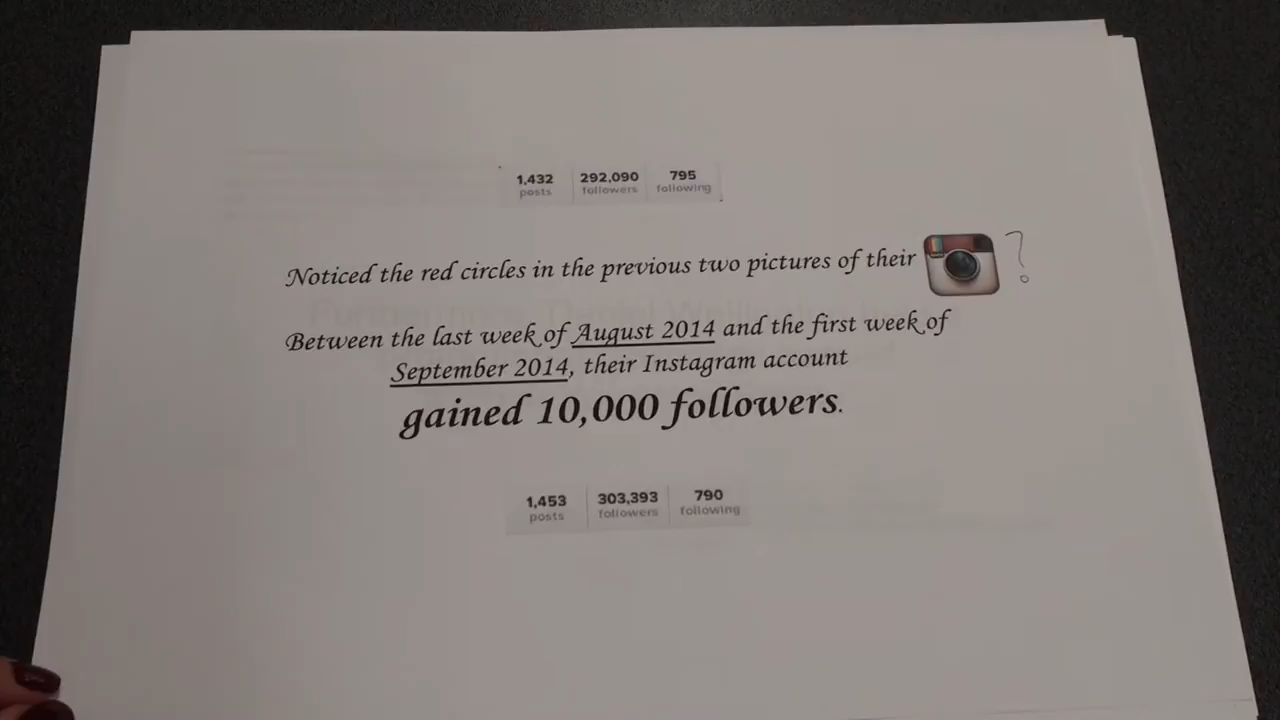 1,432 292,090 795
posts followers following
Noticed the red circles in the previous two pictures of their ?
Between the last week of August 2014 and the first week of
September 2014, their Instagram account
gained 10,000 followers.
1,453 303,393 790
posts followers following